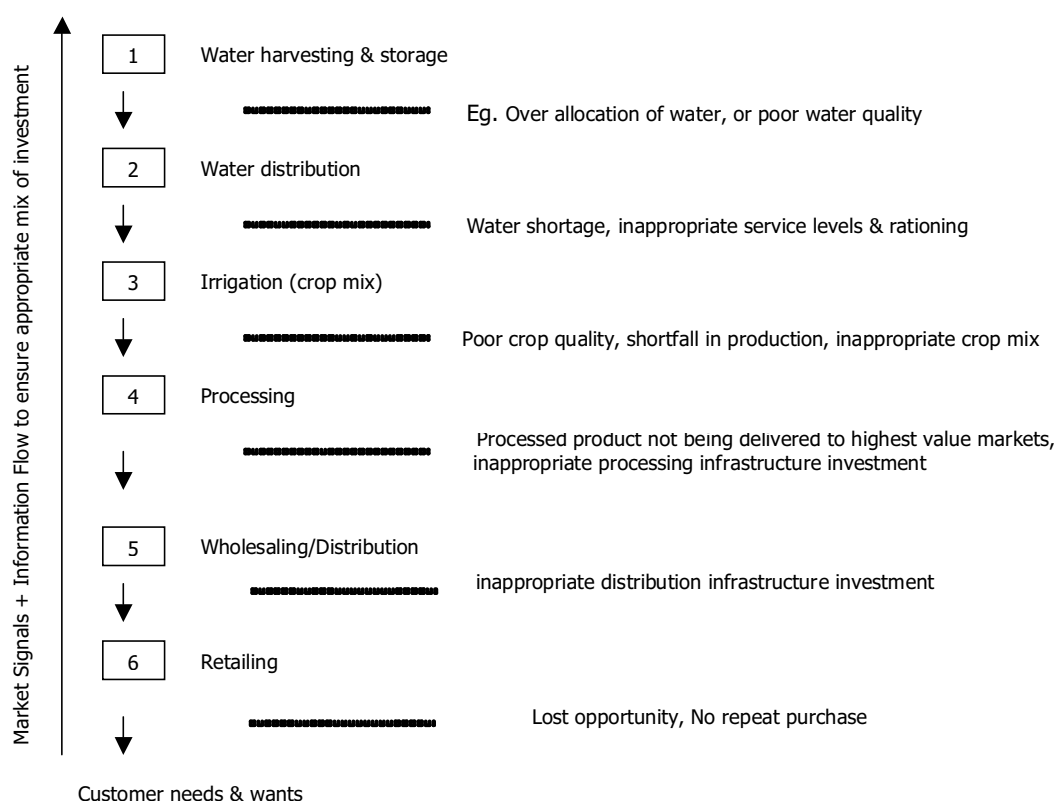 Market Signals + Information Flow to ensure appropriate mix of investment
1 Water harvesting & storage
Eg. Over allocation of water, or poor water quality
2 Water distribution
Water shortage, inappropriate service levels & rationing
3 Irrigation (crop mix)
Poor crop quality, shortfall in production, inappropriate crop mix
4 Processing
Processed product not being delivered to highest value markets,
inappropriate processing infrastructure investment
5 Wholesaling/Distribution
inappropriate distribution infrastructure investment
6 Retailing
Lost opportunity, No repeat purchase
Customer needs & wants